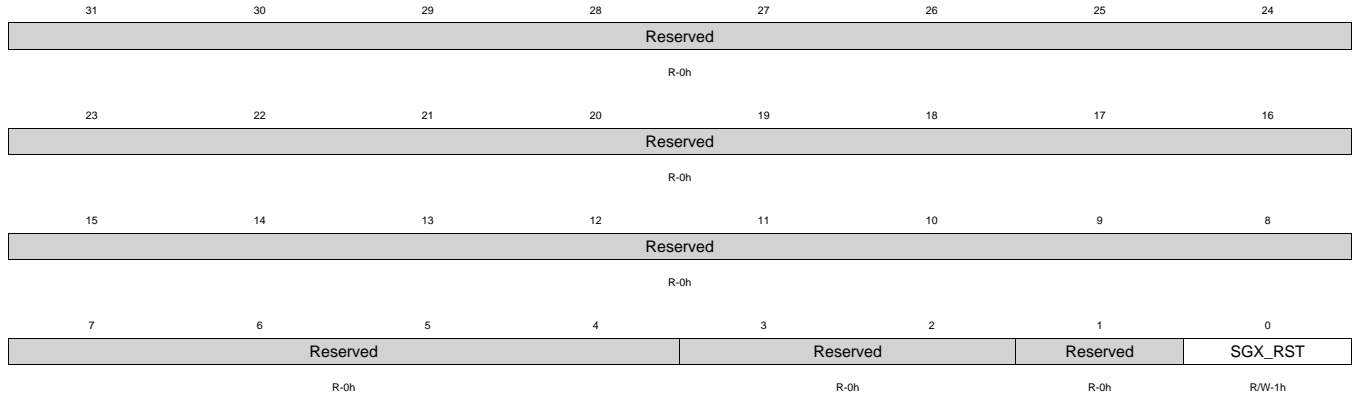 31 30 29 28 27 26 25 24
Reserved
R-0h
23 22 21 20 19 18 17 16
Reserved
R-0h
15 14 13 12 11 10 9 8
Reserved
R-0h
7 6 5 4 3 2 1 0
Reserved Reserved Reserved SGX_RST
R-0h R-0h R-0h R/W-1h